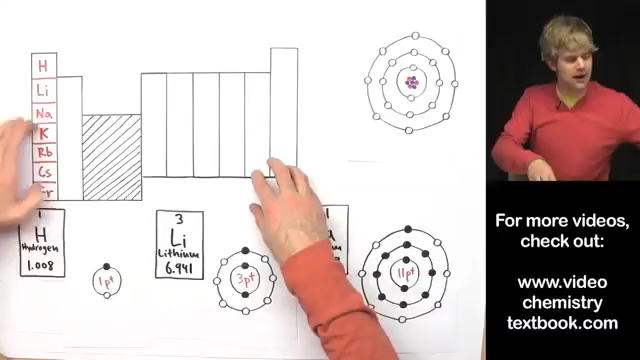 H
Li
Na
K
Rb
Cs
Fr
1
H
Hydrogen
1.008
1p+
3
Li
Lithium
6.941
3p+
1
11p+
For more videos,
check out:
www.video
chemistry
textbook.com